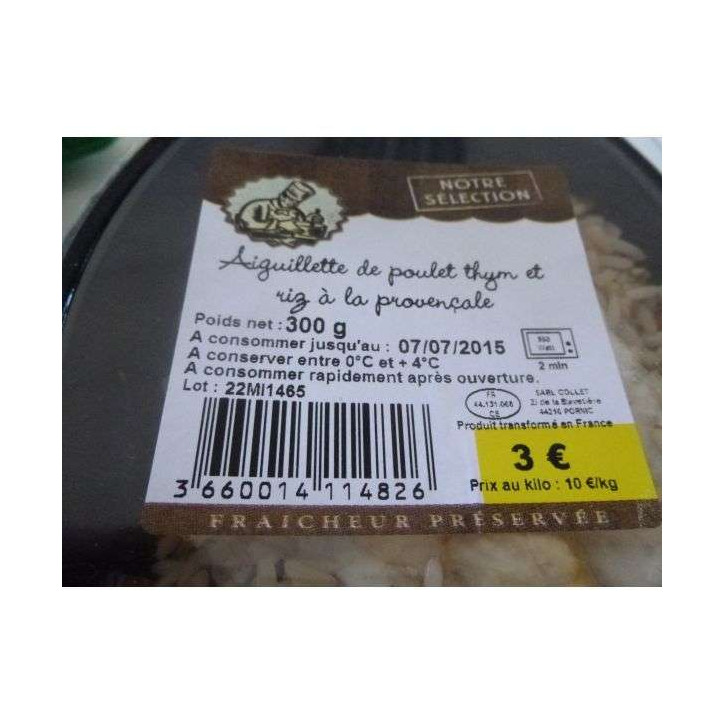 NOTRE
SÉLECTION
Aiguillette de poulet thym et
riz à la provençale
Poids net : 300 g
A consommer jusqu'au : 07/07/2015
A conserver entre 0°C et + 4°C
A consommer rapidement après ouverture.
2 min
Lot : 22MI1465
FR
44.131.068
CE
SARL COLLET
44210 PORNIC
Produit transformé en France
3 €
Prix au kilo : 10 €/kg
3 660014 114826
FRAÎCHEUR PRÉSERVÉE